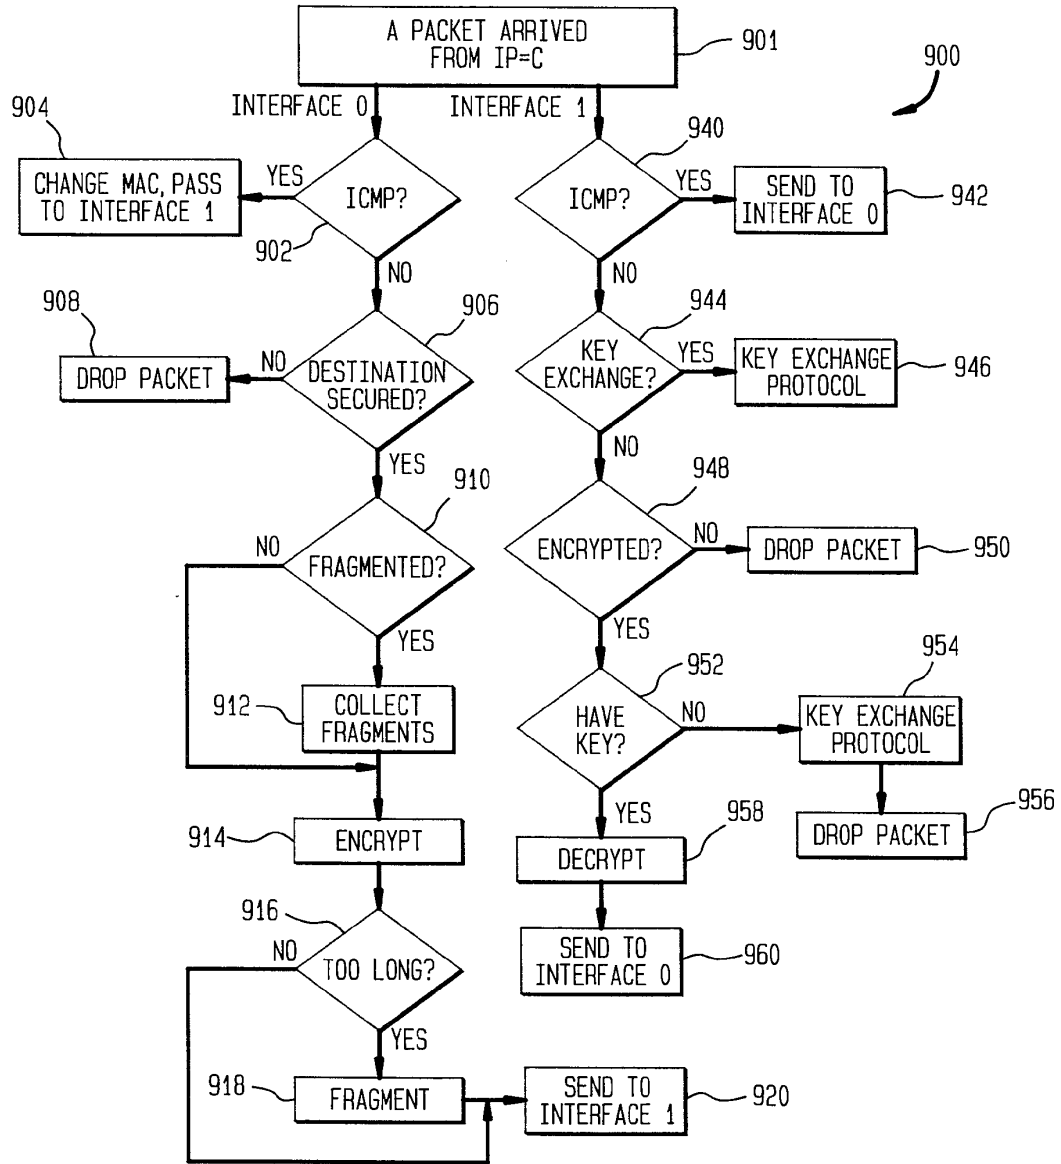 A PACKET ARRIVED
FROM IP=C
901
900
INTERFACE 0
INTERFACE 1
904
CHANGE MAC, PASS
TO INTERFACE 1
YES
ICMP?
902
NO
940
ICMP?
YES
SEND TO
INTERFACE 0
942
NO
908
DROP PACKET
NO
906
DESTINATION
SECURED?
YES
944
KEY
EXCHANGE?
YES
KEY EXCHANGE
PROTOCOL
946
NO
910
NO
FRAGMENTED?
YES
948
ENCRYPTED?
NO
DROP PACKET
950
YES
912
COLLECT
FRAGMENTS
952
HAVE
KEY?
NO
954
KEY EXCHANGE
PROTOCOL
YES
956
DROP PACKET
914
ENCRYPT
958
DECRYPT
916
NO
TOO LONG?
YES
SEND TO
INTERFACE 0
960
918
FRAGMENT
SEND TO
INTERFACE 1
920